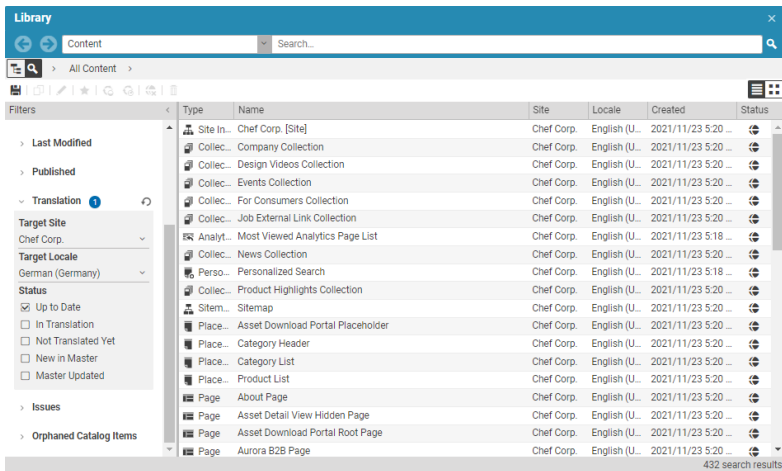 Library
Content Search...
All Content
Filters
Type Name Site Locale Created Status
Last Modified
Published
Translation 1
Target Site
Chef Corp.
Target Locale
German (Germany)
Status
Up to Date
In Translation
Not Translated Yet
New in Master
Master Updated
Issues
Orphaned Catalog Items
Site In... Chef Corp. [Site] Chef Corp. English (U... 2021/11/23 5:20 ...
Collec... Company Collection Chef Corp. English (U... 2021/11/23 5:20 ...
Collec... Design Videos Collection Chef Corp. English (U... 2021/11/23 5:20 ...
Collec... Events Collection Chef Corp. English (U... 2021/11/23 5:20 ...
Collec... For Consumers Collection Chef Corp. English (U... 2021/11/23 5:20 ...
Collec... Job External Link Collection Chef Corp. English (U... 2021/11/23 5:20 ...
Analyt... Most Viewed Analytics Page List Chef Corp. English (U... 2021/11/23 5:18 ...
Collec... News Collection Chef Corp. English (U... 2021/11/23 5:20 ...
Perso... Personalized Search Chef Corp. English (U... 2021/11/23 5:18 ...
Collec... Product Highlights Collection Chef Corp. English (U... 2021/11/23 5:20 ...
Sitem... Sitemap Chef Corp. English (U... 2021/11/23 5:20 ...
Place... Asset Download Portal Placeholder Chef Corp. English (U... 2021/11/23 5:20 ...
Place... Category Header Chef Corp. English (U... 2021/11/23 5:20 ...
Place... Category List Chef Corp. English (U... 2021/11/23 5:20 ...
Place... Product List Chef Corp. English (U... 2021/11/23 5:20 ...
Page About Page Chef Corp. English (U... 2021/11/23 5:20 ...
Page Asset Detail View Hidden Page Chef Corp. English (U... 2021/11/23 5:20 ...
Page Asset Download Portal Root Page Chef Corp. English (U... 2021/11/23 5:20 ...
Page Aurora B2B Page Chef Corp. English (U... 2021/11/23 5:20 ...
432 search results